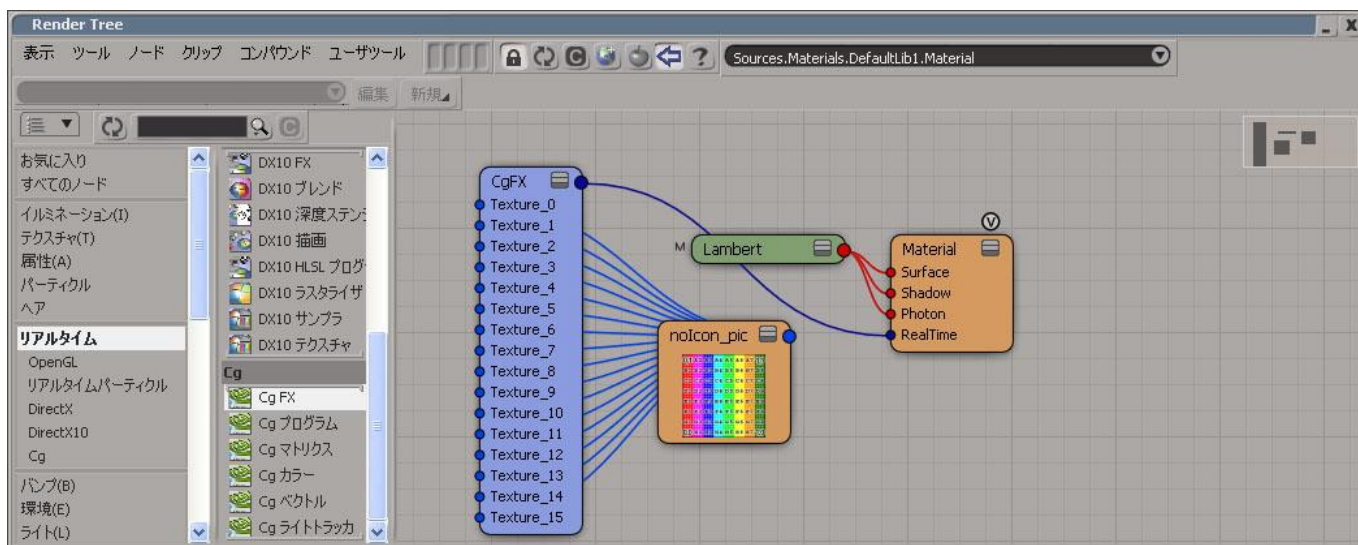 Render Tree
表示 ツール ノード クリップ コンパウンド ユーザツール
Sources.Materials.DefaultLib1.Material
編集 新規
お気に入り
すべてのノード
イルミネーション(I)
テクスチャ(T)
属性(A)
パーティクル
ヘア
リアルタイム
OpenGL
リアルタイムパーティクル
DirectX
DirectX10
Cg
バンプ(B)
環境(E)
ライト(L)
DX10 FX
DX10 ブレンド
DX10 深度ステン
DX10 描画
DX10 HLSL プログ
DX10 ラスタライザ
DX10 サンプラ
DX10 テクスチャ
Cg
Cg FX
Cg プログラム
Cg マトリクス
Cg カラー
Cg ベクトル
Cg ライトトラッカ
CgFX
Texture_0
Texture_1
Texture_2
Texture_3
Texture_4
Texture_5
Texture_6
Texture_7
Texture_8
Texture_9
Texture_10
Texture_11
Texture_12
Texture_13
Texture_14
Texture_15
M
Lambert
noIcon_pic
V
Material
Surface
Shadow
Photon
RealTime